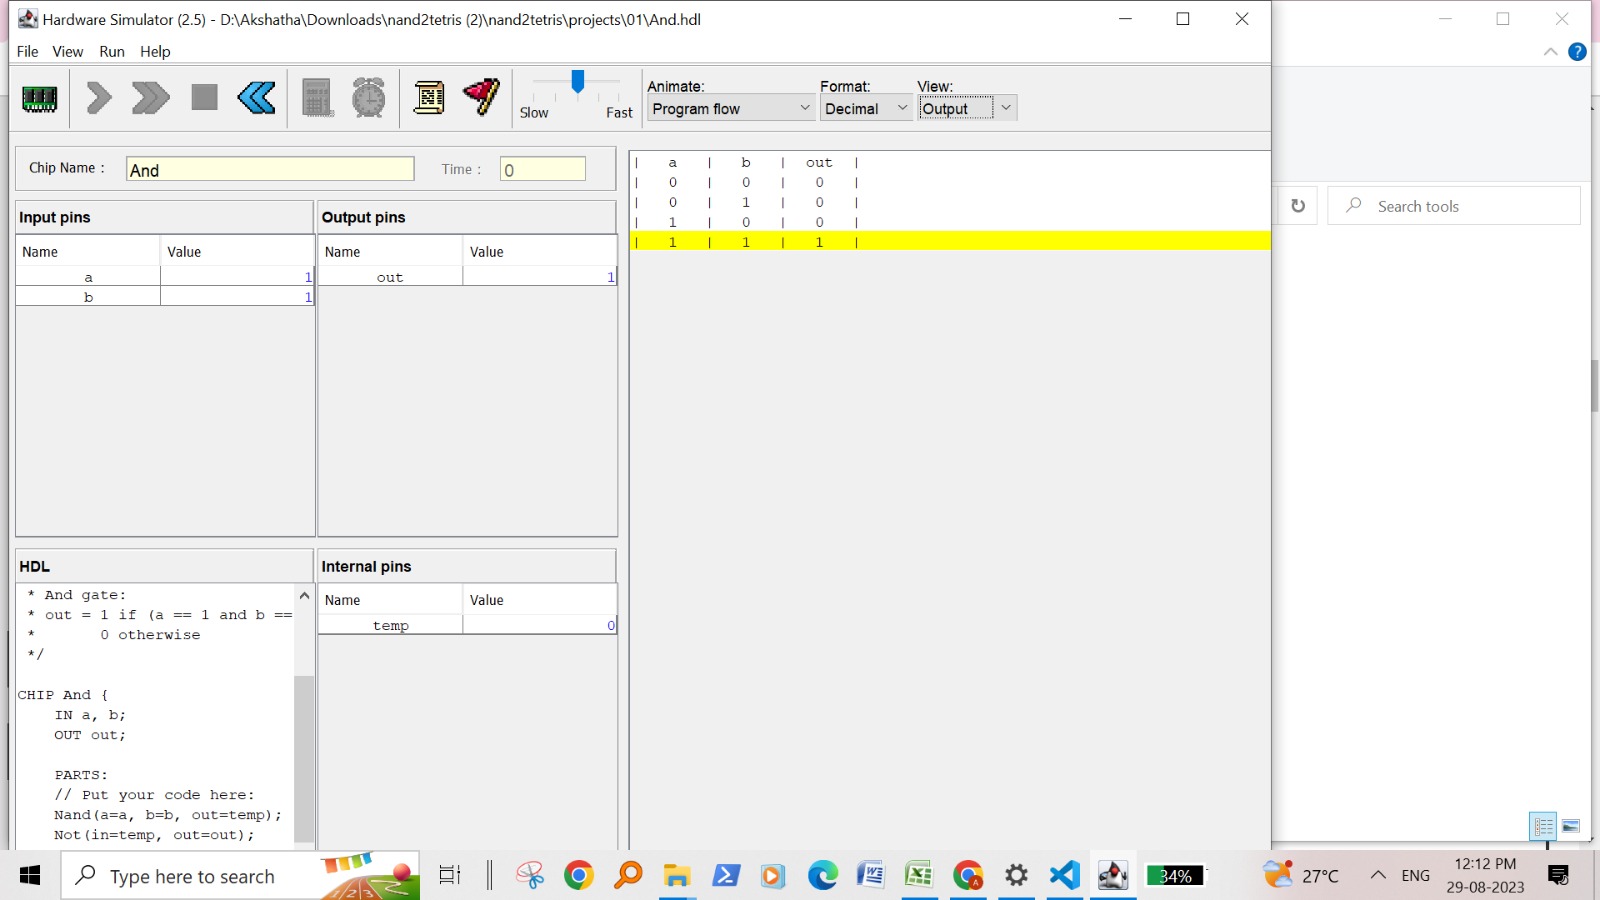 Hardware Simulator (2.5) - D:\Akshatha\Downloads\nand2tetris (2)\nand2tetris\projects\01\And.hdl
File View Run Help
Slow Fast
Animate: Format: View:
Program flow Decimal Output
Chip Name : And Time : 0
Input pins
Name Value
a 1
b 1
Output pins
Name Value
out 1
| a | b | out |
| 0 | 0 | 0 |
| 0 | 1 | 0 |
| 1 | 0 | 0 |
| 1 | 1 | 1 |
HDL
* And gate:
* out = 1 if (a == 1 and b ==
* 0 otherwise
*/
CHIP And {
IN a, b;
OUT out;
PARTS:
// Put your code here:
Nand(a=a, b=b, out=temp);
Not(in=temp, out=out);
Internal pins
Name Value
temp 0
?
Search tools
Type here to search
123
34%
27°C
ENG
12:12 PM
29-08-2023